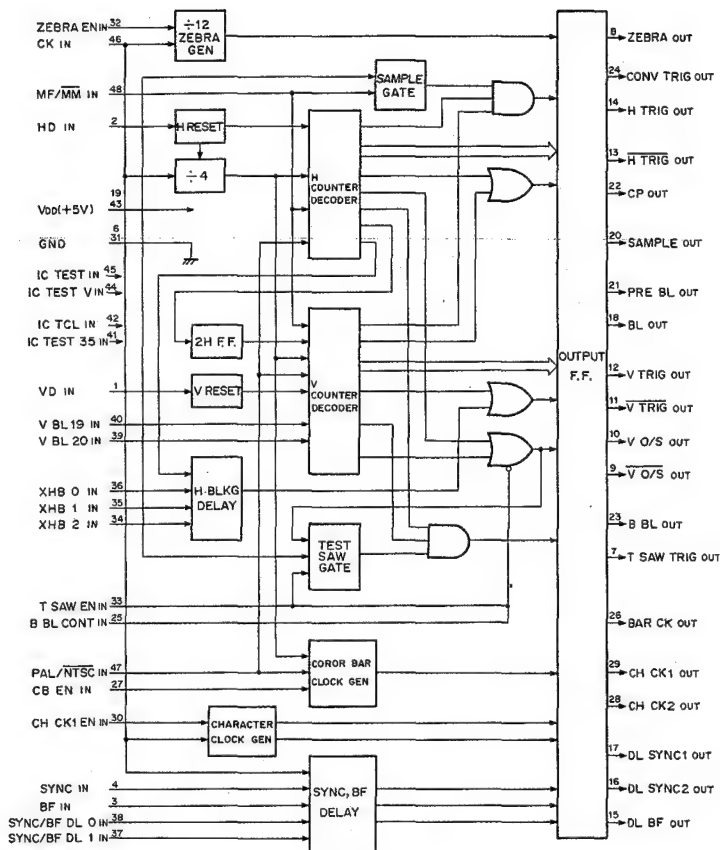 ZEBRA EN IN 32
CK IN 46
MF/MM IN 48
HD IN 2
19
VDD(+5V) 43
6
GND 31
IC TEST IN 45
IC TEST V IN 44
IC TCL IN 42
IC TEST 35 IN 41
VD IN 1
V BL 19 IN 40
V BL 20 IN 39
XHB 0 IN 36
XHB 1 IN 35
XHB 2 IN 34
T SAW EN IN 33
B BL CONT IN 25
PAL/NTSC IN 47
CB EN IN 27
CH CK1 EN IN 30
SYNC IN 4
BF IN 3
SYNC/BF DL 0 IN 38
SYNC/BF DL 1 IN 37
÷12
ZEBRA
GEN
SAMPLE
GATE
H RESET
÷4
H
COUNTER
DECODER
2H F.F.
V RESET
V
COUNTER
DECODER
H-BLKG
DELAY
TEST
SAW
GATE
COROR BAR
CLOCK GEN
CHARACTER
CLOCK GEN
SYNC, BF
DELAY
OUTPUT
F.F.
8 ZEBRA OUT
24 CONV TRIG OUT
14 H TRIG OUT
13 H TRIG OUT
22 CP OUT
20 SAMPLE OUT
21 PRE BL OUT
18 BL OUT
12 V TRIG OUT
11 V TRIG OUT
10 V O/S OUT
9 V O/S OUT
23 B BL OUT
7 T SAW TRIG OUT
26 BAR CK OUT
29 CH CK1 OUT
28 CH CK2 OUT
17 DL SYNC1 OUT
16 DL SYNC2 OUT
15 DL BF OUT